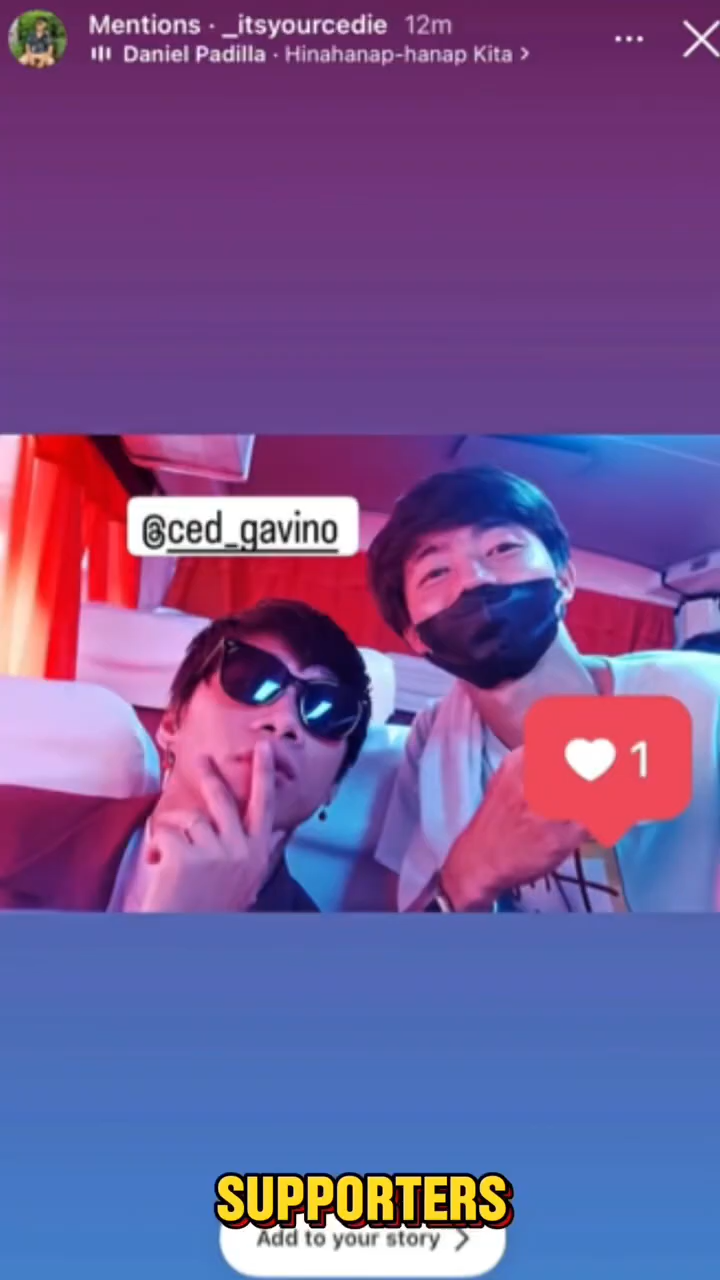 Mentions · _itsyourcedie 12m
Daniel Padilla · Hinahanap-hanap Kita >
@ced_gavino
1
SUPPORTERS
Add to your story >